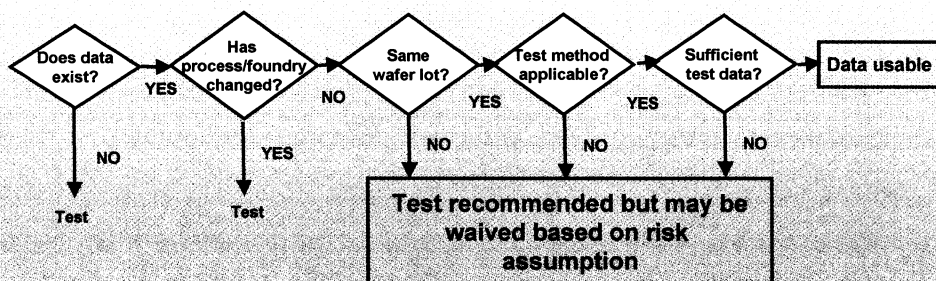 Does data
exist?
YES
NO
Test
Has
process/foundry
changed?
NO
YES
Test
Same
wafer lot?
YES
NO
Test method
applicable?
YES
NO
Sufficient
test data?
NO
Data usable
Test recommended but may be
waived based on risk
assumption